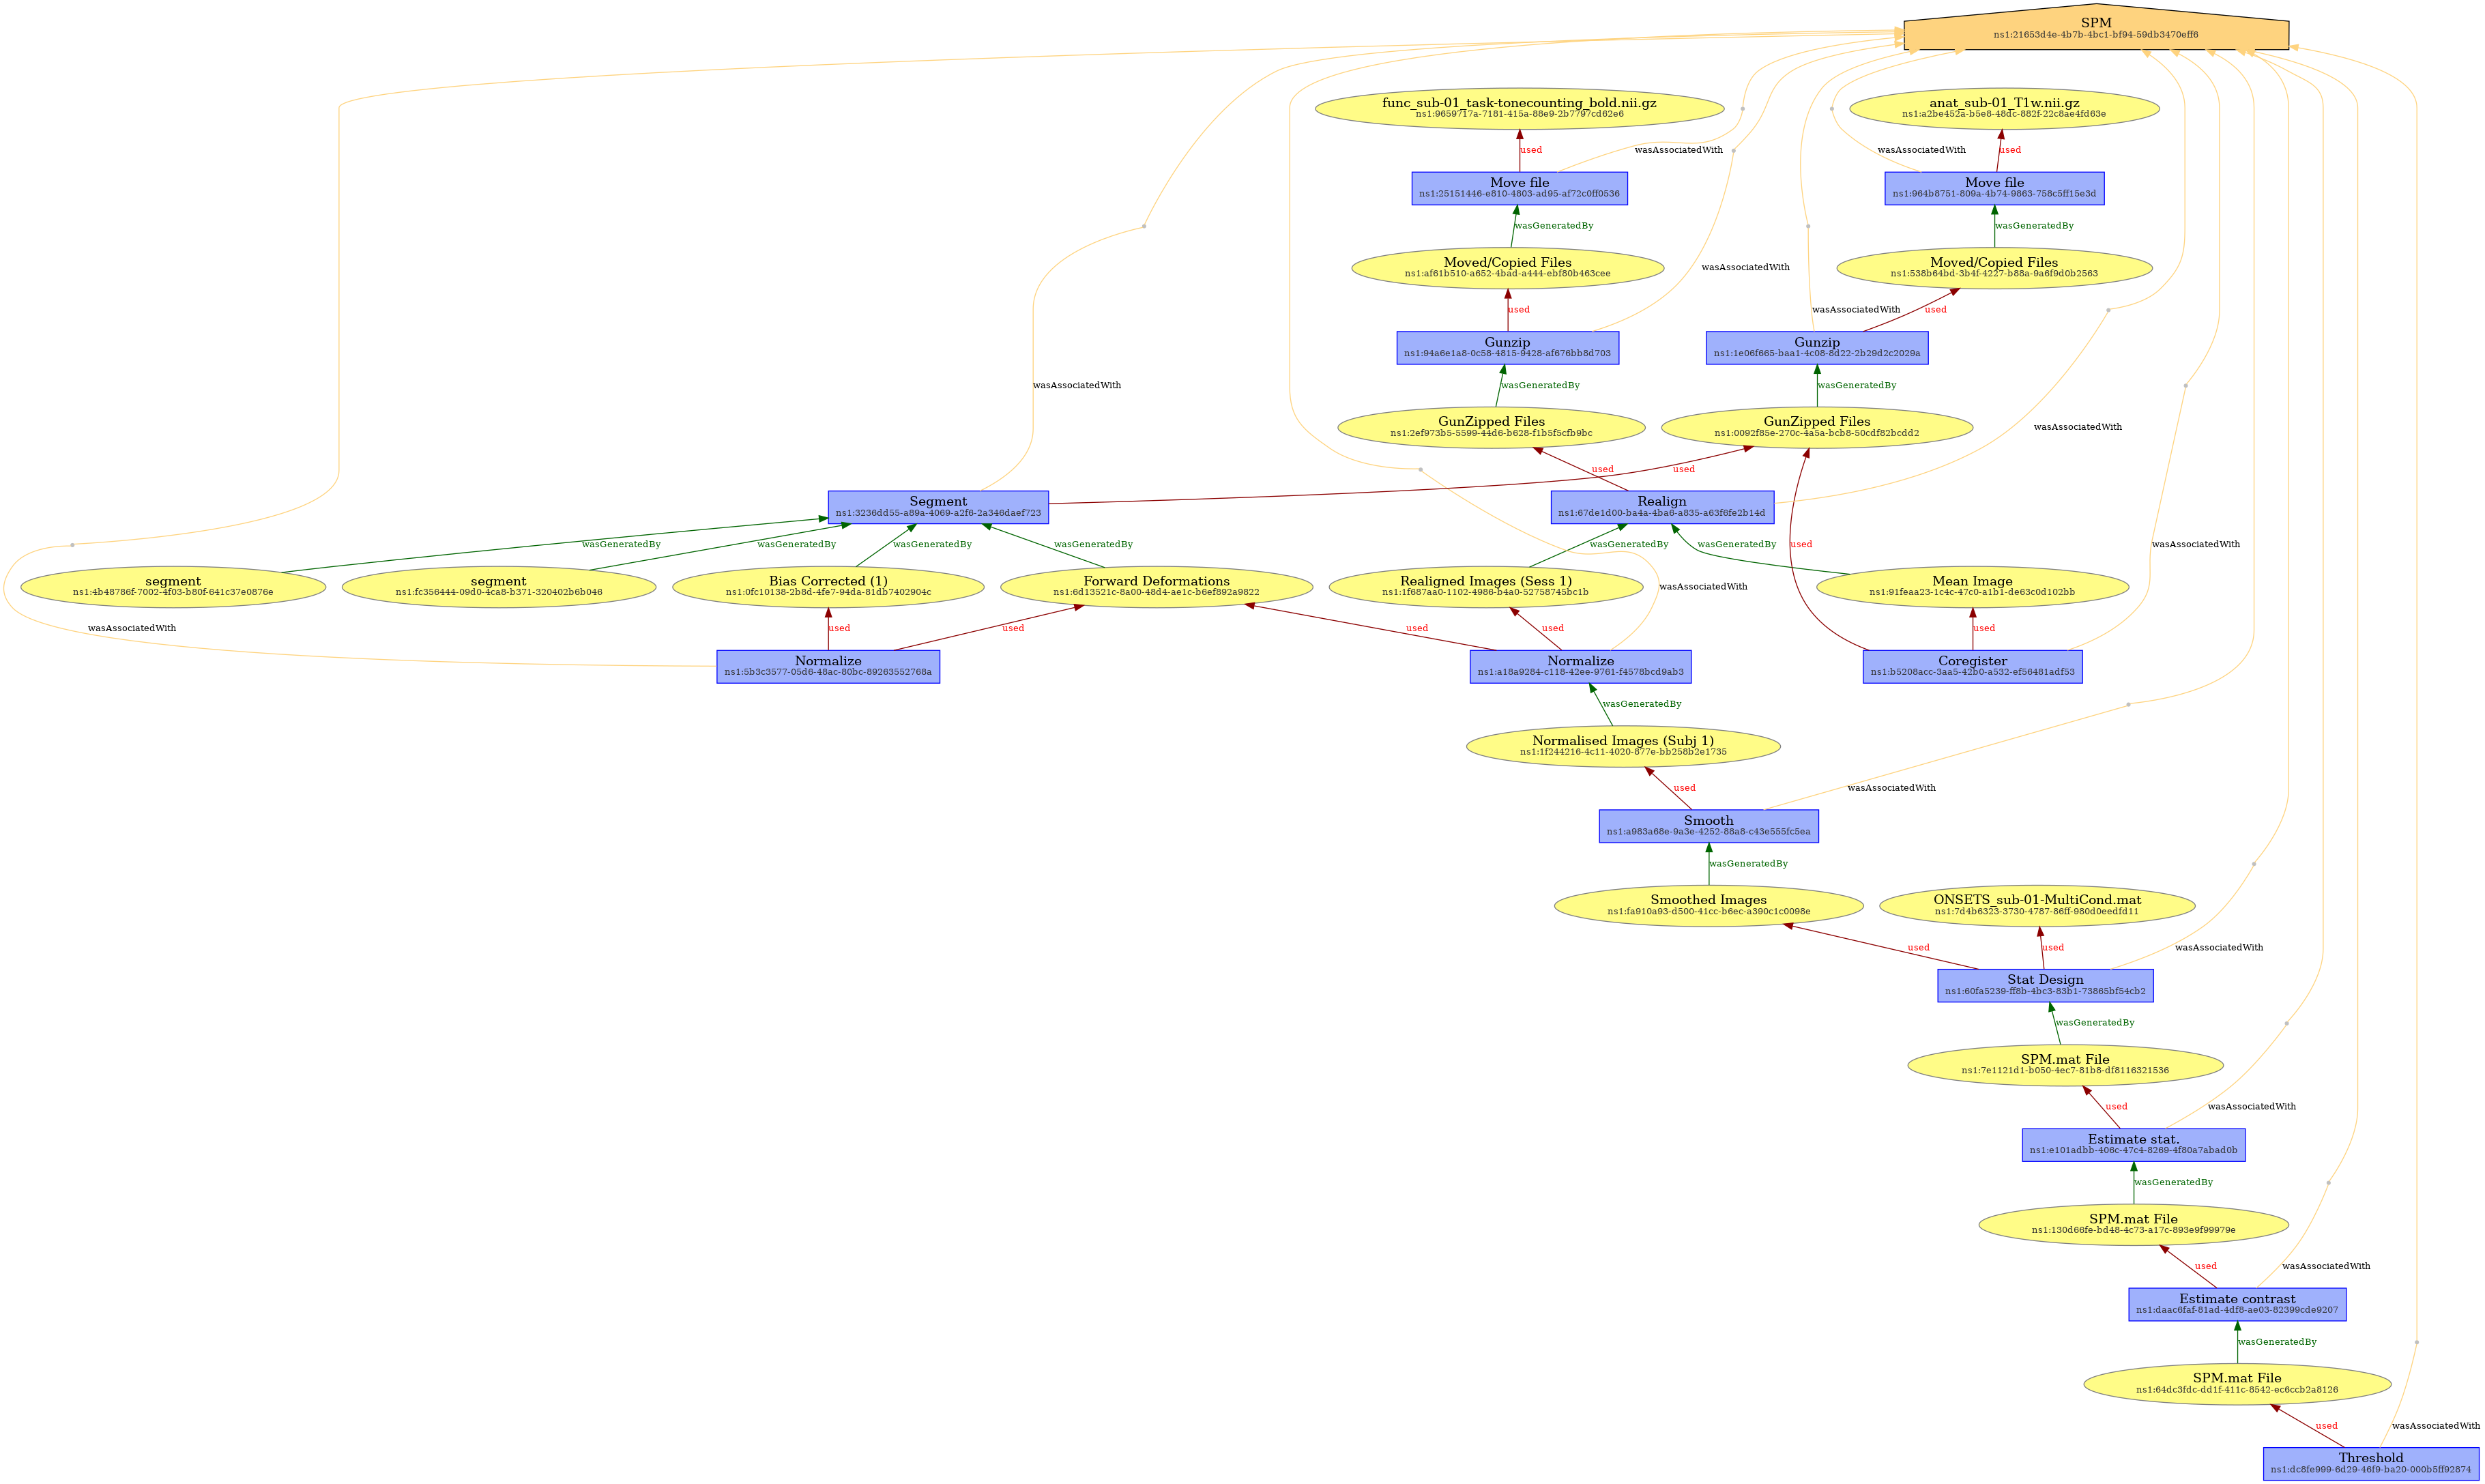 SPM
ns1:21653d4e-4b7b-4bc1-bf94-59db3470eff6
func_sub-01_task-tonecounting_bold.nii.gz
ns1:9659717a-7181-415a-88e9-2b7797cd62e6
anat_sub-01_T1w.nii.gz
ns1:a2be452a-b5e8-48dc-882f-22c8ae4fd63e
used
wasAssociatedWith
wasAssociatedWith
used
Move file
ns1:25151446-e810-4803-ad95-af72c0ff0536
Move file
ns1:964b8751-809a-4b74-9863-758c5ff15e3d
wasGeneratedBy
wasGeneratedBy
Moved/Copied Files
ns1:af61b510-a652-4bad-a444-ebf80b463cee
wasAssociatedWith
Moved/Copied Files
ns1:538b64bd-3b4f-4227-b88a-9a6f9d0b2563
used
wasAssociatedWith
used
Gunzip
ns1:94a6e1a8-0c58-4815-9428-af676bb8d703
Gunzip
ns1:1e06f665-baa1-4c08-8d22-2b29d2c2029a
wasAssociatedWith
wasGeneratedBy
wasGeneratedBy
GunZipped Files
ns1:2ef973b5-5599-44d6-b628-f1b5f5cfb9bc
GunZipped Files
ns1:0092f85e-270c-4a5a-bcb8-50cdf82bcdd2
wasAssociatedWith
used
used
Segment
ns1:3236dd55-a89a-4069-a2f6-2a346daef723
Realign
ns1:67de1d00-ba4a-4ba6-a835-a63f6fe2b14d
wasGeneratedBy
wasGeneratedBy
wasGeneratedBy
wasGeneratedBy
wasGeneratedBy
wasGeneratedBy
used
wasAssociatedWith
segment
ns1:4b48786f-7002-4f03-b80f-641c37e0876e
segment
ns1:fc356444-09d0-4ca8-b371-320402b6b046
Bias Corrected (1)
ns1:0fc10138-2b8d-4fe7-94da-81db7402904c
Forward Deformations
ns1:6d13521c-8a00-48d4-ae1c-b6ef892a9822
Realigned Images (Sess 1)
ns1:1f687aa0-1102-4986-b4a0-52758745bc1b
wasAssociatedWith
Mean Image
ns1:91feaa23-1c4c-47c0-a1b1-de63c0d102bb
wasAssociatedWith
used
used
used
used
used
Normalize
ns1:5b3c3577-05d6-48ac-80bc-89263552768a
Normalize
ns1:a18a9284-c118-42ee-9761-f4578bcd9ab3
Coregister
ns1:b5208acc-3aa5-42b0-a532-ef56481adf53
wasGeneratedBy
Normalised Images (Subj 1)
ns1:1f244216-4c11-4020-877e-bb258b2e1735
used
wasAssociatedWith
Smooth
ns1:a983a68e-9a3e-4252-88a8-c43e555fc5ea
wasGeneratedBy
Smoothed Images
ns1:fa910a93-d500-41cc-b6ec-a390c1c0098e
ONSETS_sub-01-MultiCond.mat
ns1:7d4b6323-3730-4787-86ff-980d0eedfd11
used
used
wasAssociatedWith
Stat Design
ns1:60fa5239-ff8b-4bc3-83b1-73865bf54cb2
wasGeneratedBy
SPM.mat File
ns1:7e1121d1-b050-4ec7-81b8-df8116321536
used
wasAssociatedWith
Estimate stat.
ns1:e101adbb-406c-47c4-8269-4f80a7abad0b
wasGeneratedBy
SPM.mat File
ns1:130d66fe-bd48-4c73-a17c-893e9f99979e
used
wasAssociatedWith
Estimate contrast
ns1:daac6faf-81ad-4df8-ae03-82399cde9207
wasGeneratedBy
SPM.mat File
ns1:64dc3fdc-dd1f-411c-8542-ec6ccb2a8126
used
wasAssociatedWith
Threshold
ns1:dc8fe999-6d29-46f9-ba20-000b5ff92874